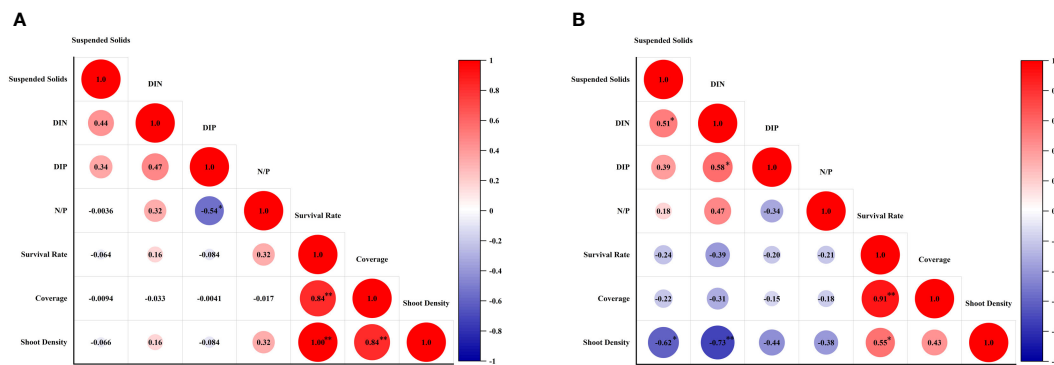 A
Suspended Solids
Suspended Solids 1.0 DIN
DIN 0.44 1.0 DIP
DIP 0.34 0.47 1.0 N/P
N/P -0.0036 0.32 -0.54* 1.0 Survival Rate
Survival Rate -0.064 0.16 -0.084 0.32 1.0 Coverage
Coverage -0.0094 -0.033 -0.0041 -0.017 0.84** 1.0 Shoot Density
Shoot Density -0.066 0.16 -0.084 0.32 1.00** 0.84** 1.0
1
0.8
0.6
0.4
0.2
0
-0.2
-0.4
-0.6
-0.8
-1
B
Suspended Solids
Suspended Solids 1.0 DIN
DIN 0.51* 1.0 DIP
DIP 0.39 0.58* 1.0 N/P
N/P 0.18 0.47 -0.34 1.0 Survival Rate
Survival Rate -0.24 -0.39 -0.20 -0.21 1.0 Coverage
Coverage -0.22 -0.31 -0.15 -0.18 0.91** 1.0 Shoot Density
Shoot Density -0.62* -0.73** -0.44 -0.38 0.55* 0.43 1.0